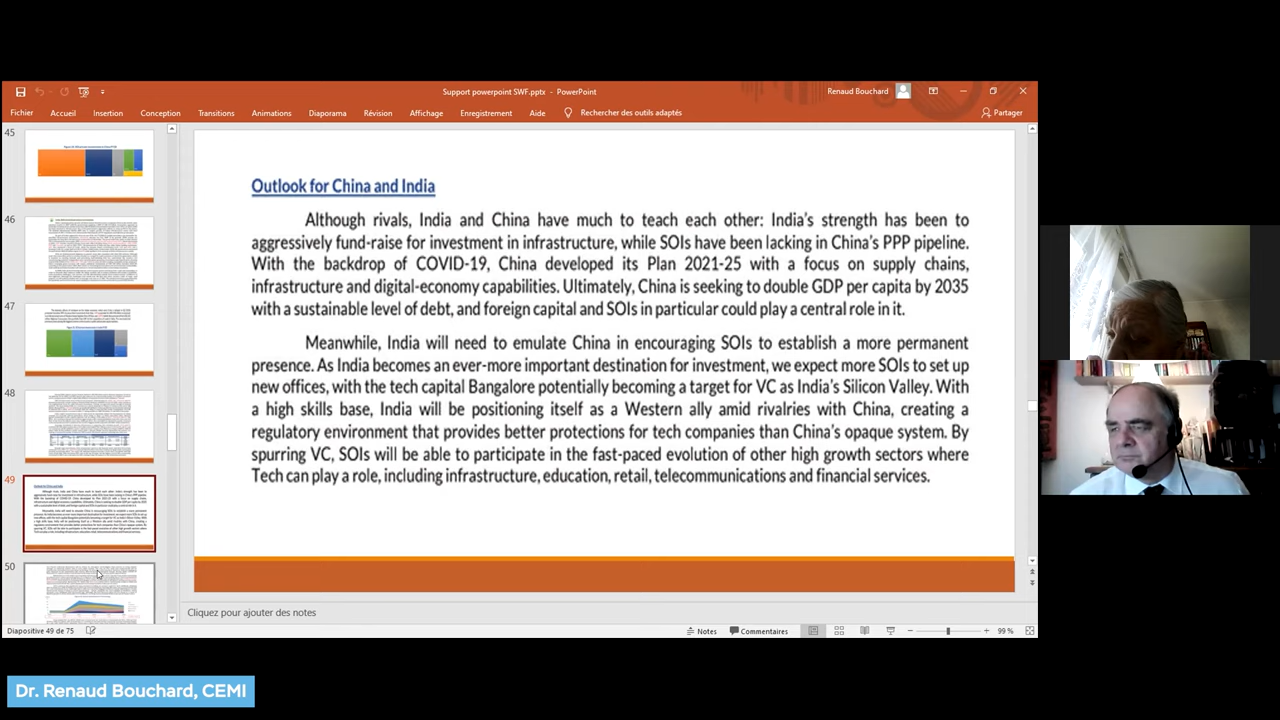 Support powerpoint SWF.pptx - PowerPoint
Renaud Bouchard
Fichier Accueil Insertion Conception Transitions Animations Diaporama Révision Affichage Enregistrement Aide Rechercher des outils adaptés Partager
45
46
47
48
49
50
Outlook for China and India
Although rivals, India and China have much to teach each other: India's strength has been to
aggressively fund-raise for investment in infrastructure, while SOIs have been lacking in China's PPP pipeline.
With the backdrop of COVID-19, China developed its Plan 2021-25 with a focus on supply chains,
infrastructure and digital-economy capabilities. Ultimately, China is seeking to double GDP per capita by 2035
with a sustainable level of debt, and foreign capital and SOIs in particular could play a central role in it.
Meanwhile, India will need to emulate China in encouraging SOIs to establish a more permanent
presence. As India becomes an ever-more important destination for investment, we expect more SOIs to set up
new offices, with the tech capital Bangalore potentially becoming a target for VC as India's Silicon Valley. With
a high skills base, India will be positioning itself as a Western ally amid rivalries with China, creating a
regulatory environment that provides better protections for tech companies than China's opaque system. By
spurring VC, SOIs will be able to participate in the fast-paced evolution of other high growth sectors where
Tech can play a role, including infrastructure, education, retail, telecommunications and financial services.
Cliquez pour ajouter des notes
Diapositive 49 de 75
Notes Commentaires 99 %
Dr. Renaud Bouchard, CEMI